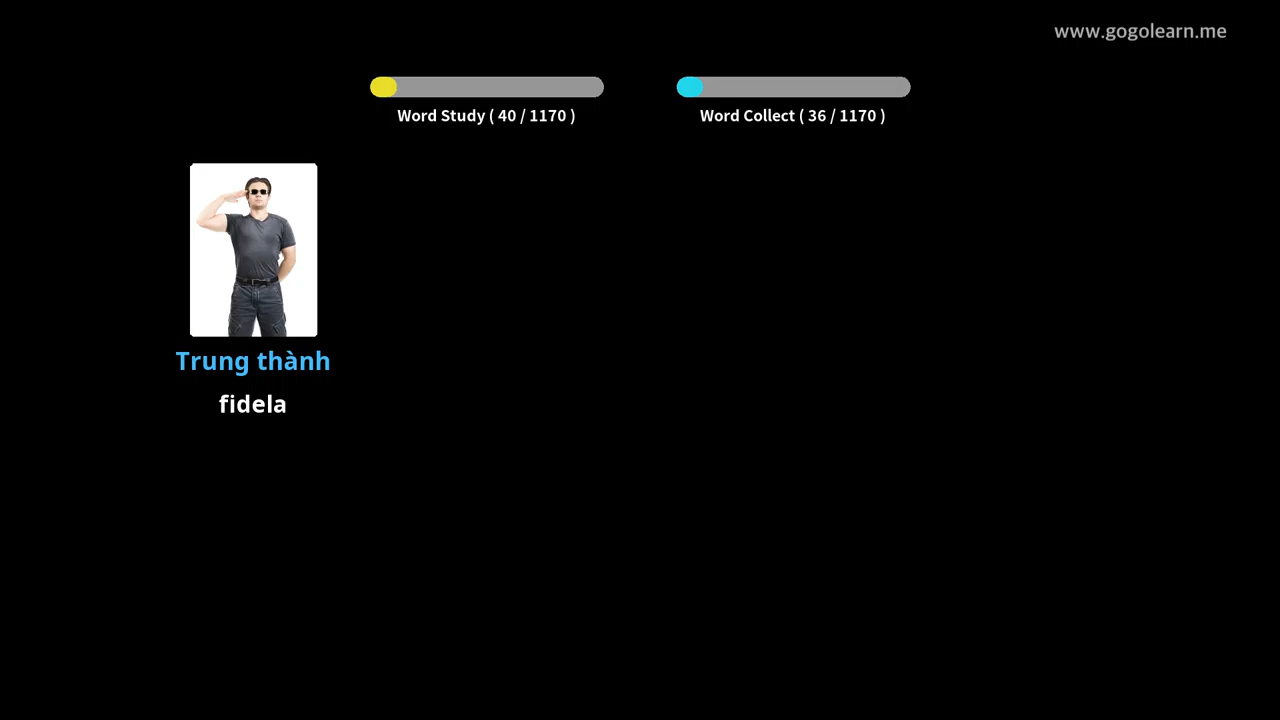 www.gogolearn.me
Word Study ( 40 / 1170 )
Word Collect ( 36 / 1170 )
Trung thành
fidela